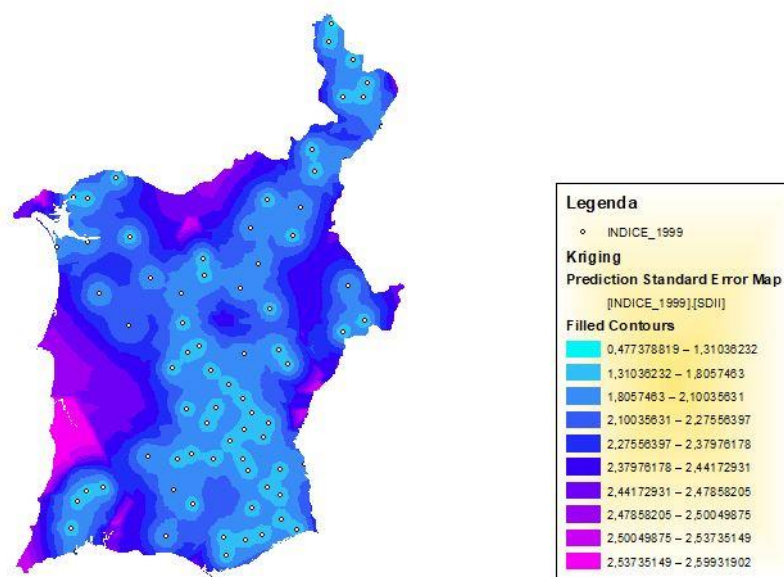 Legenda
INDICE_1999
Kriging
Prediction Standard Error Map
[INDICE_1999].[SDII]
Filled Contours
0,477378819 – 1,31036232
1,31036232 – 1,8057463
1,8057463 – 2,10035631
2,10035631 – 2,27556397
2,27556397 – 2,37976178
2,37976178 – 2,44172931
2,44172931 – 2,47858205
2,47858205 – 2,50049875
2,50049875 – 2,53735149
2,53735149 – 2,59931902